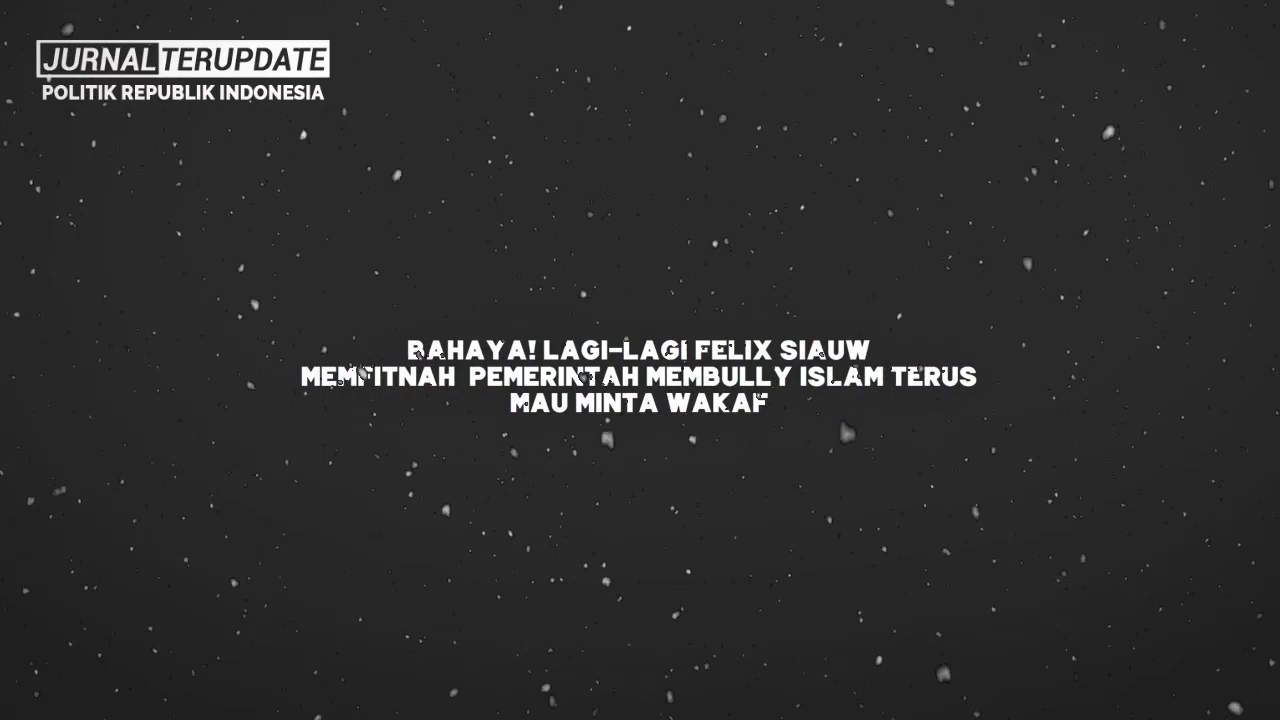 JURNALTERUPDATE
POLITIK REPUBLIK INDONESIA
BAHAYA! LAGI-LAGI FELIX SIAUW
MEMFITNAH PEMERINTAH MEMBULLY ISLAM TERUS
MAU MINTA WAKAF